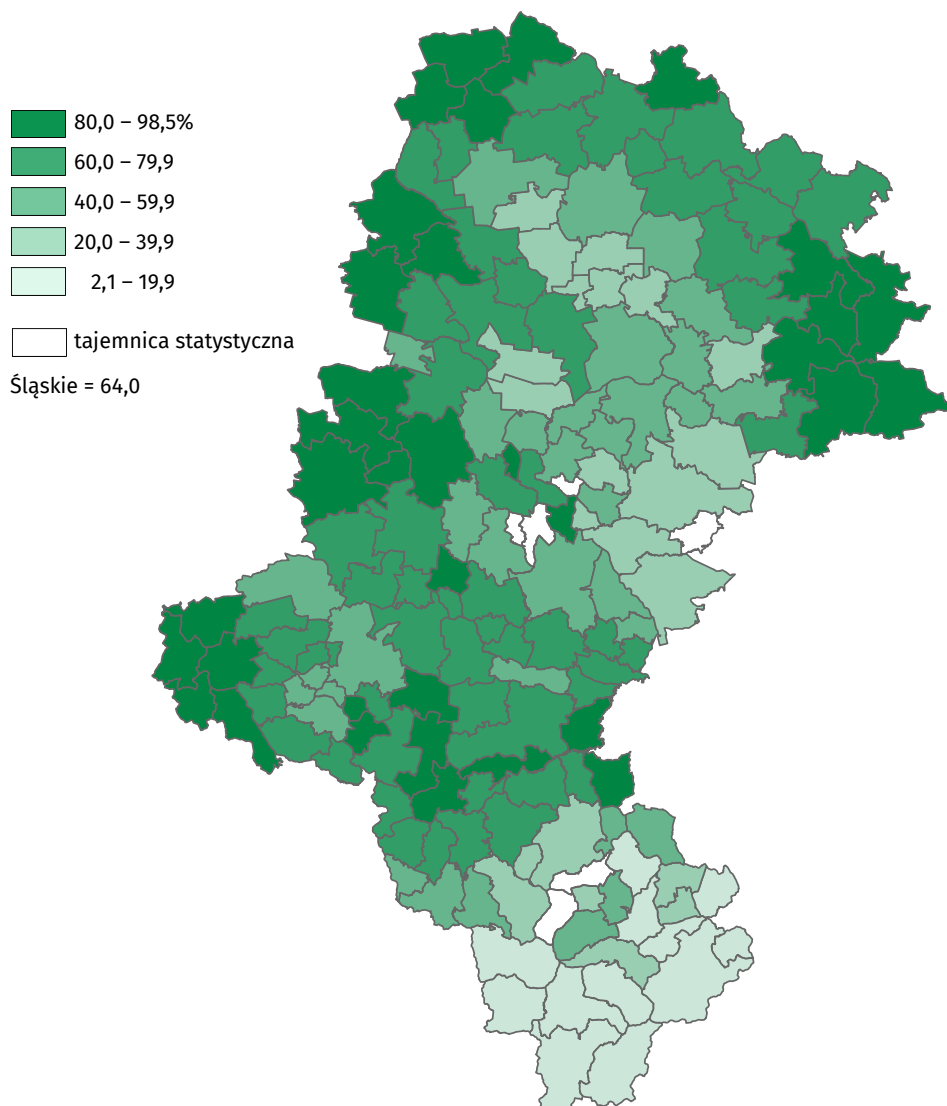 80,0 – 98,5%
60,0 – 79,9
40,0 – 59,9
20,0 – 39,9
2,1 – 19,9
tajemnica statystyczna
Śląskie = 64,0